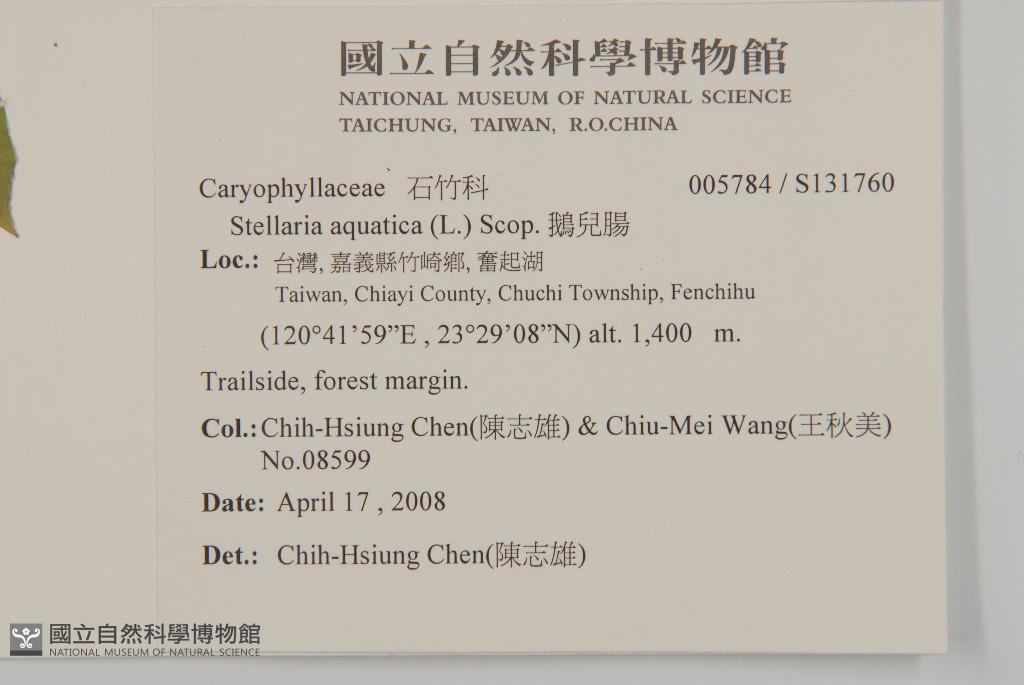 國立自然科學博物館
NATIONAL MUSEUM OF NATURAL SCIENCE
TAICHUNG, TAIWAN, R.O.CHINA
Caryophyllaceae 石竹科 005784 / S131760
Stellaria aquatica (L.) Scop. 鵝兒腸
Loc.: 台灣, 嘉義縣竹崎鄉, 奮起湖
Taiwan, Chiayi County, Chuchi Township, Fenchihu
(120°41’59”E , 23°29’08”N) alt. 1,400 m.
Trailside, forest margin.
Col.: Chih-Hsiung Chen(陳志雄) & Chiu-Mei Wang(王秋美)
No.08599
Date: April 17 , 2008
Det.: Chih-Hsiung Chen(陳志雄)
國立自然科學博物館
NATIONAL MUSEUM OF NATURAL SCIENCE